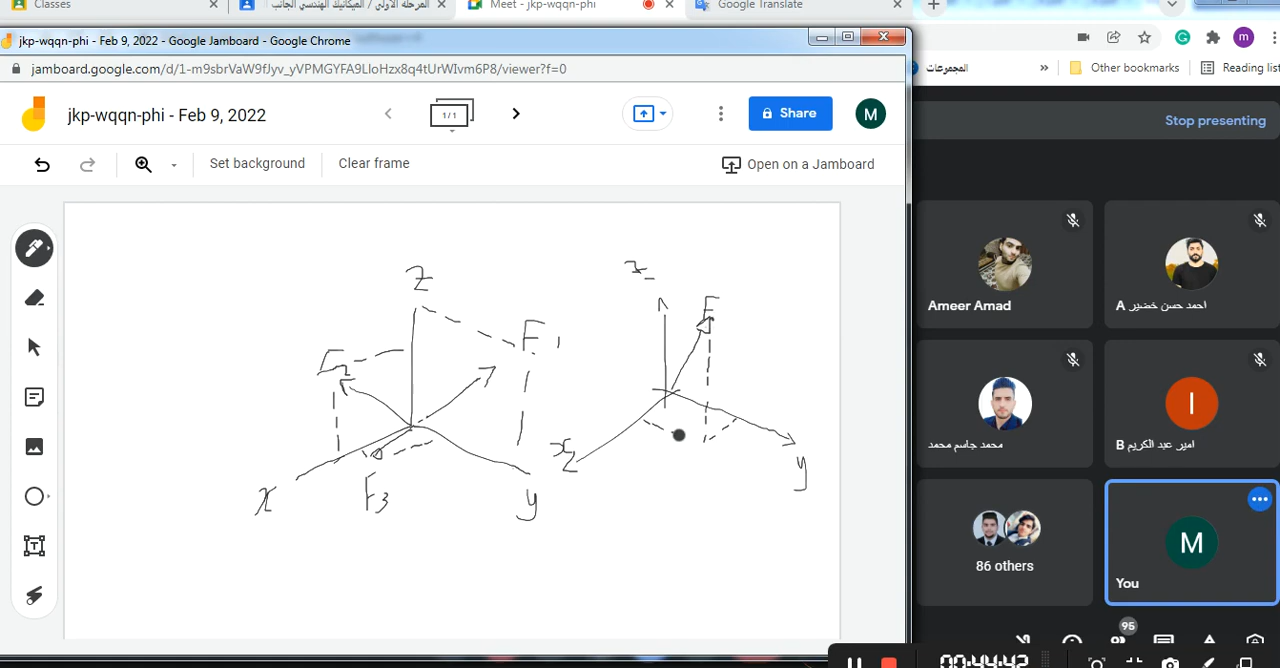 Classes
المرحلة الاولى / الميكانيك الهندسي الجانب
Meet - jkp-wqqn-phi
Google Translate
jkp-wqqn-phi - Feb 9, 2022 - Google Jamboard - Google Chrome
jamboard.google.com/d/1-m9sbrVaW9fJyv_yVPMGYFA9LloHzx8q4tUrWIvm6P8/viewer?f=0
m
المجموعات
»
Other bookmarks
Reading list
jkp-wqqn-phi - Feb 9, 2022
1/1
Share
M
Stop presenting
Set background
Clear frame
Open on a Jamboard
z
z
F
F1
F2
x
F3
y
x
y
Ameer Amad
احمد حسن خضير A
محمد جاسم محمد
I
امير عبد الكريم B
86 others
M
You
95
00:44:42